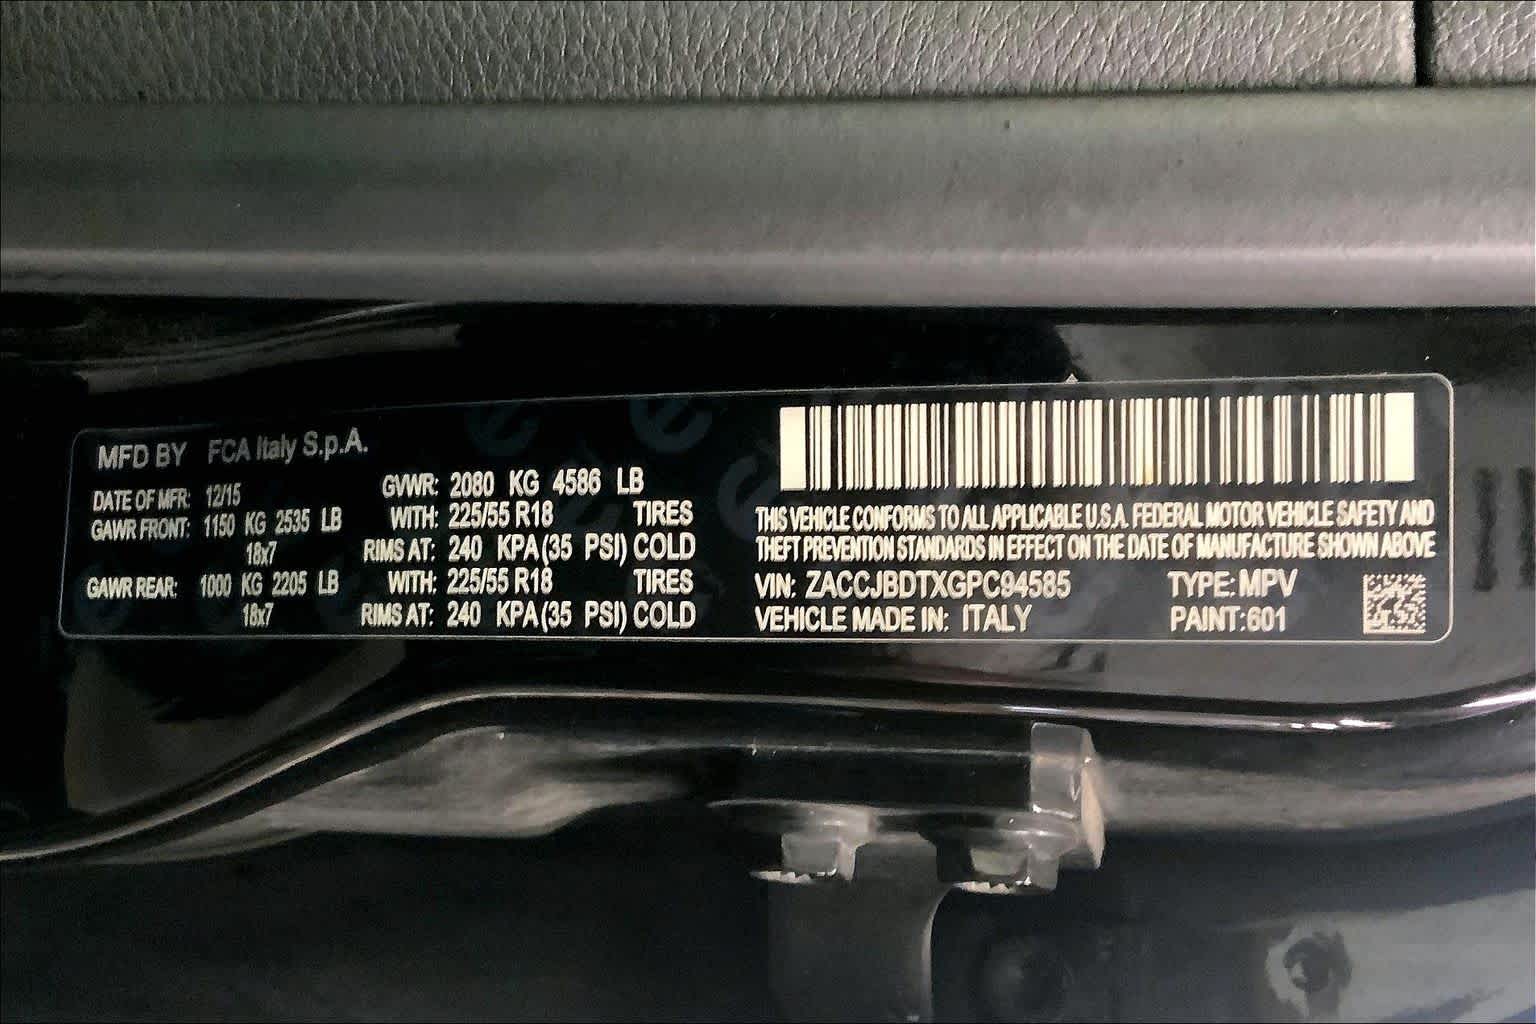 MFD BY FCA Italy S.p.A.
DATE OF MFR: 12/15 GVWR: 2080 KG 4586 LB
GAWR FRONT: 1150 KG 2535 LB WITH: 225/55 R18 TIRES
18x7 RIMS AT: 240 KPA(35 PSI) COLD
GAWR REAR: 1000 KG 2205 LB WITH: 225/55 R18 TIRES
18x7 RIMS AT: 240 KPA(35 PSI) COLD
THIS VEHICLE CONFORMS TO ALL APPLICABLE U.S.A. FEDERAL MOTOR VEHICLE SAFETY AND
THEFT PREVENTION STANDARDS IN EFFECT ON THE DATE OF MANUFACTURE SHOWN ABOVE
VIN: ZACCJBDTXGPC94585 TYPE: MPV
VEHICLE MADE IN: ITALY PAINT:601